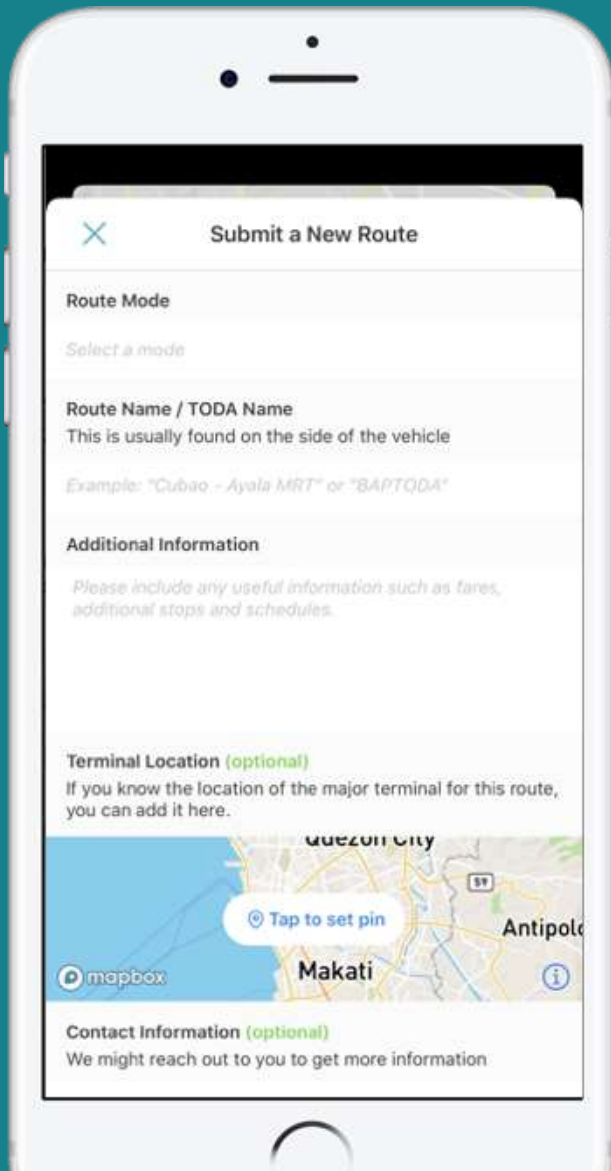 Submit a New Route
Route Mode
Select a mode
Route Name / TODA Name
This is usually found on the side of the vehicle
Example: "Cubao - Ayala MRT" or "BAPTODA"
Additional Information
Please include any useful information such as fares,
additional stops and schedules.
Terminal Location (optional)
If you know the location of the major terminal for this route,
you can add it here.
Quezon City
59
Tap to set pin
Antipolo
Makati
mapbox
Contact Information (optional)
We might reach out to you to get more information